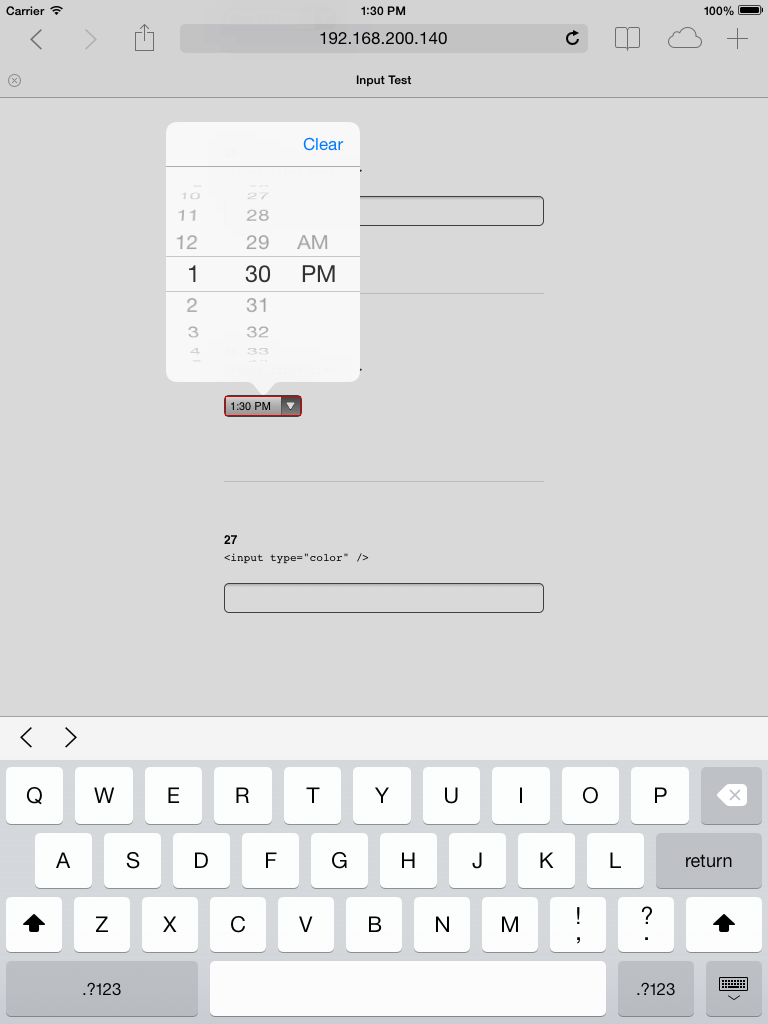 Carrier 1:30 PM 100%
192.168.200.140
Input Test
Clear
10 27
11 28
12 29 AM
1 30 PM
2 31
3 32
4 33
1:30 PM
27
<input type="color" />
Q W E R T Y U I O P
A S D F G H J K L return
Z X C V B N M ! , ? .
.?123 .?123